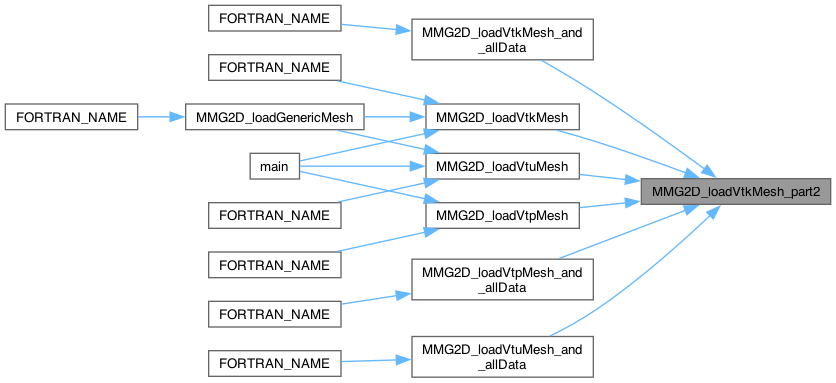 FORTRAN_NAME
MMG2D_loadVtkMesh_and
_allData
FORTRAN_NAME
FORTRAN_NAME
MMG2D_loadGenericMesh
MMG2D_loadVtkMesh
main
MMG2D_loadVtuMesh
MMG2D_loadVtkMesh_part2
FORTRAN_NAME
MMG2D_loadVtpMesh
FORTRAN_NAME
MMG2D_loadVtpMesh_and
_allData
FORTRAN_NAME
MMG2D_loadVtuMesh_and
_allData
FORTRAN_NAME